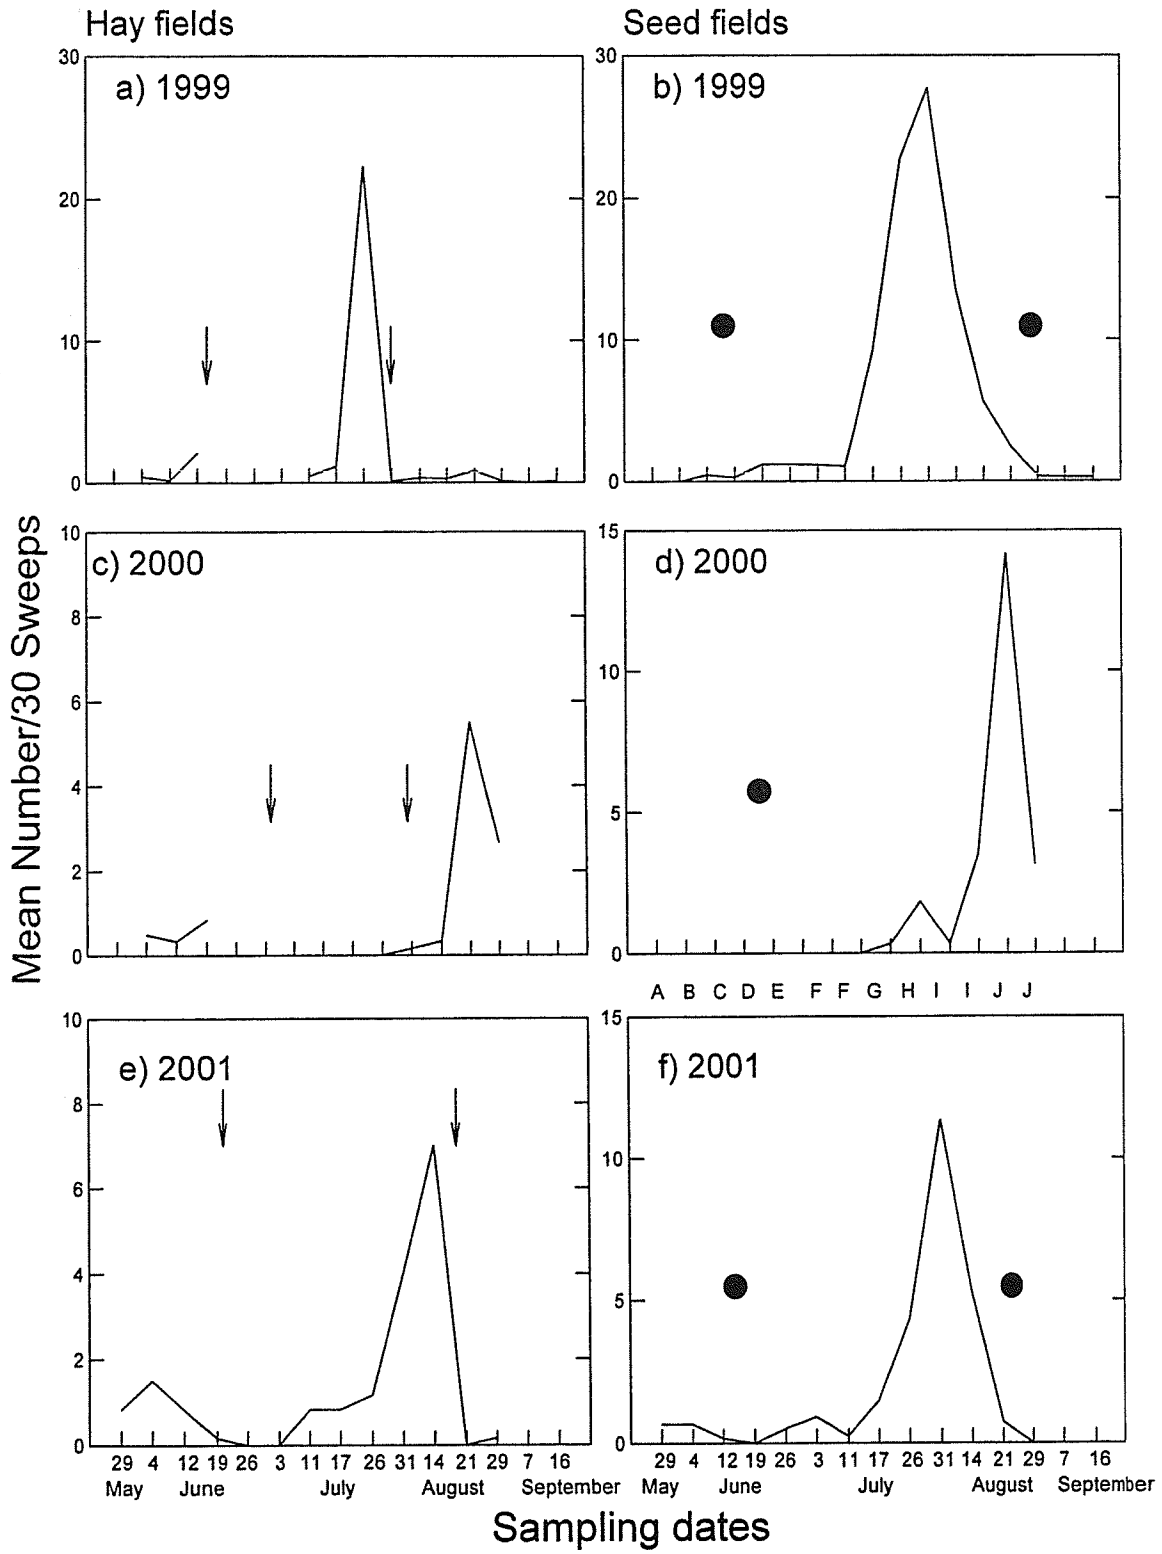 Hay fields
Seed fields
a) 1999
b) 1999
30
20
10
0
30
20
10
0
c) 2000
d) 2000
10
8
6
4
2
0
15
10
5
0
A B C D E F F G H I I J J
e) 2001
f) 2001
10
8
6
4
2
0
15
10
5
0
29 4 12 19 26 3 11 17 26 31 14 21 29 7 16
May June July August September
29 4 12 19 26 3 11 17 26 31 14 21 29 7 16
May June July August September
Mean Number/30 Sweeps
Sampling dates